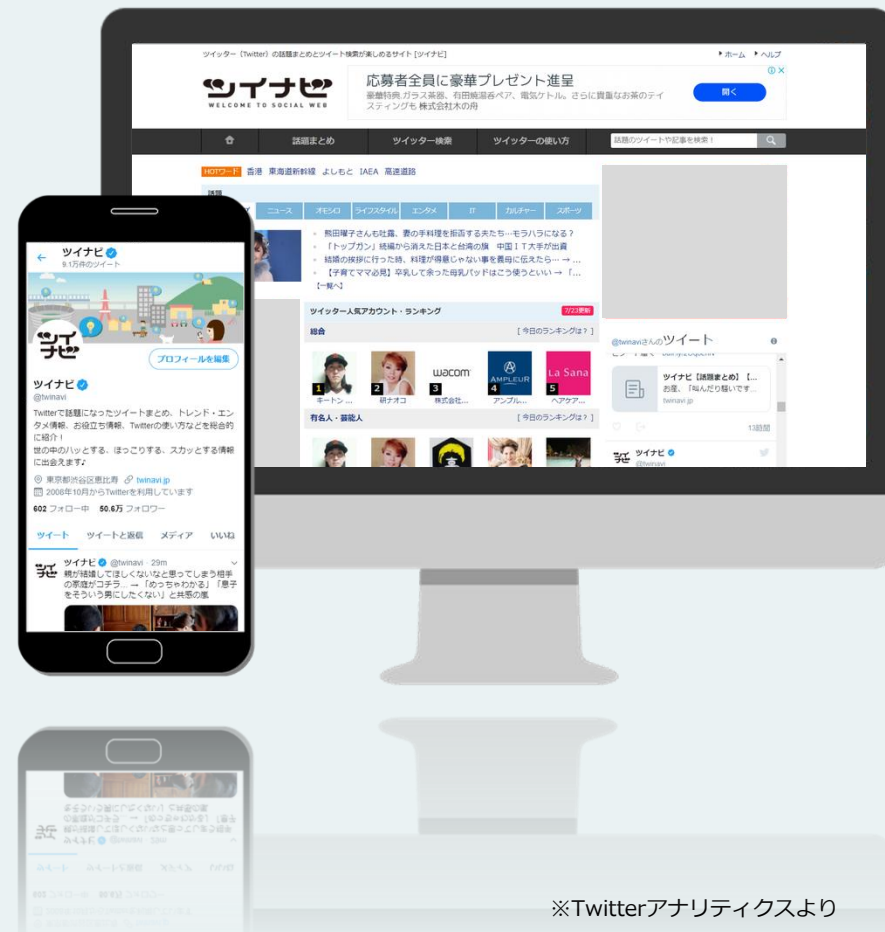 ツイッター（Twitter）の話題まとめとツイート検索が楽しめるサイト [ツイナビ]
ホーム
ヘルプ
ツイナビ
WELCOME TO SOCIAL WEB
応募者全員に豪華プレゼント進呈
豪華特典.ガラス茶器、有田焼湯呑ペア、電気ケトル。さらに貴重なお茶のテイ
スティングも 株式会社木の舟
開く
話題まとめ
ツイッター検索
ツイッターの使い方
話題のツイートや記事を検索！
HOTワード 香港 東海道新幹線 よしもと IAEA 高速道路
話題
ニュース
オモシロ
ライフスタイル
エンタメ
IT
カルチャー
スポーツ
熊田曜子さんも吐露、妻の手料理を拒否する夫たち…モラハラになる？
「トップガン」続編から消えた日本と台湾の旗 中国ＩＴ大手が出資
結婚の挨拶に行った時、料理が得意じゃない事を義母に伝えたら… → …
【子育てママ必見】卒乳して余った母乳パッドはこう使うといい → 「…
【一覧へ】
ツイッター人気アカウント・ランキング
7/23更新
総合
[ 今日のランキングは？ ]
1
2
3
4
5
wacom
AMPLEUR
La Sana
キートン …
研ナオコ
株式会社…
アンプル…
ヘアケア…
有名人・芸能人
[ 今日のランキングは？ ]
@twinaviさんのツイート
ツイナビ【話題まとめ】【…
お産、「叫んだり騒いです…
twinavi.jp
13時間
ツイナビ
@twinavi
ツイナビ
9.1万件のツイート
ツイナビ
プロフィールを編集
ツイナビ
@twinavi
Twitterで話題になったツイートまとめ、トレンド・エン
タメ情報、お役立ち情報、Twitterの使い方などを総合的
に紹介！
世の中のハッとする、ほっこりする、スカッとする情報
に出会えます♪
東京都渋谷区恵比寿 twinavi.jp
2008年10月からTwitterを利用しています
602 フォロー中 50.6万 フォロワー
ツイート ツイートと返信 メディア いいね
ツイナビ @twinavi · 29m
親が結婚してほしくないなと思ってしまう相手
の家庭がコチラ… → 「めっちゃわかる」「息子
をそういう男にしたくない」と共感の嵐
※Twitterアナリティクスより